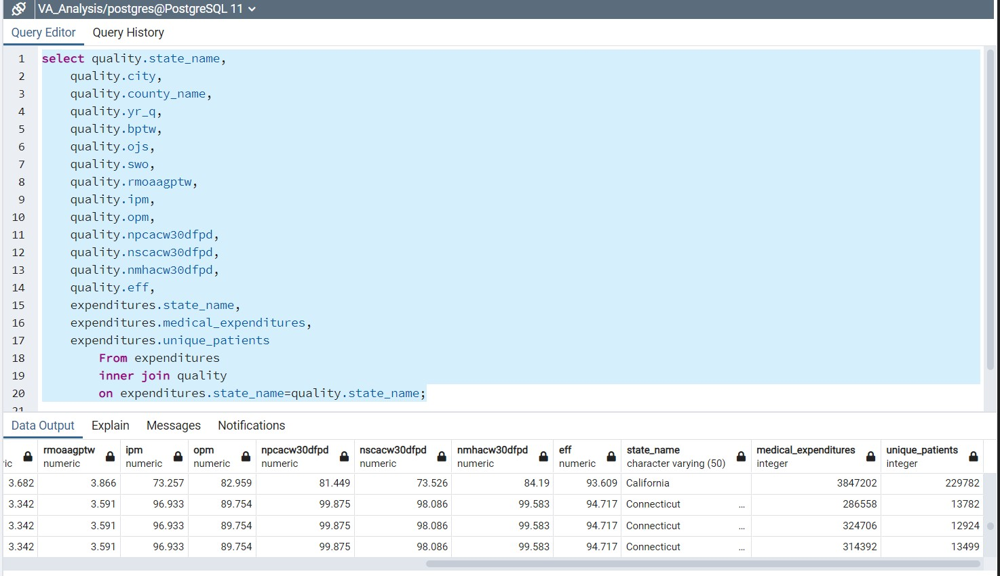 VA_Analysis/postgres@PostgreSQL 11
Query Editor Query History
1 select quality.state_name,
2 quality.city,
3 quality.county_name,
4 quality.yr_q,
5 quality.bptw,
6 quality.ojs,
7 quality.swo,
8 quality.rmoaagptw,
9 quality.ipm,
10 quality.opm,
11 quality.npcacw30dfpd,
12 quality.nscacw30dfpd,
13 quality.nmhacw30dfpd,
14 quality.eff,
15 expenditures.state_name,
16 expenditures.medical_expenditures,
17 expenditures.unique_patients
18 From expenditures
19 inner join quality
20 on expenditures.state_name=quality.state_name;
21
Data Output Explain Messages Notifications
rmoaagptw ipm opm npcacw30dfpd nscacw30dfpd nmhacw30dfpd eff state_name medical_expenditures unique_patients
ic numeric numeric numeric numeric numeric numeric numeric character varying (50) integer integer
3.682 3.866 73.257 82.959 81.449 73.526 84.19 93.609 California 3847202 229782
3.342 3.591 96.933 89.754 99.875 98.086 99.583 94.717 Connecticut ... 286558 13782
3.342 3.591 96.933 89.754 99.875 98.086 99.583 94.717 Connecticut ... 324706 12924
3.342 3.591 96.933 89.754 99.875 98.086 99.583 94.717 Connecticut ... 314392 13499